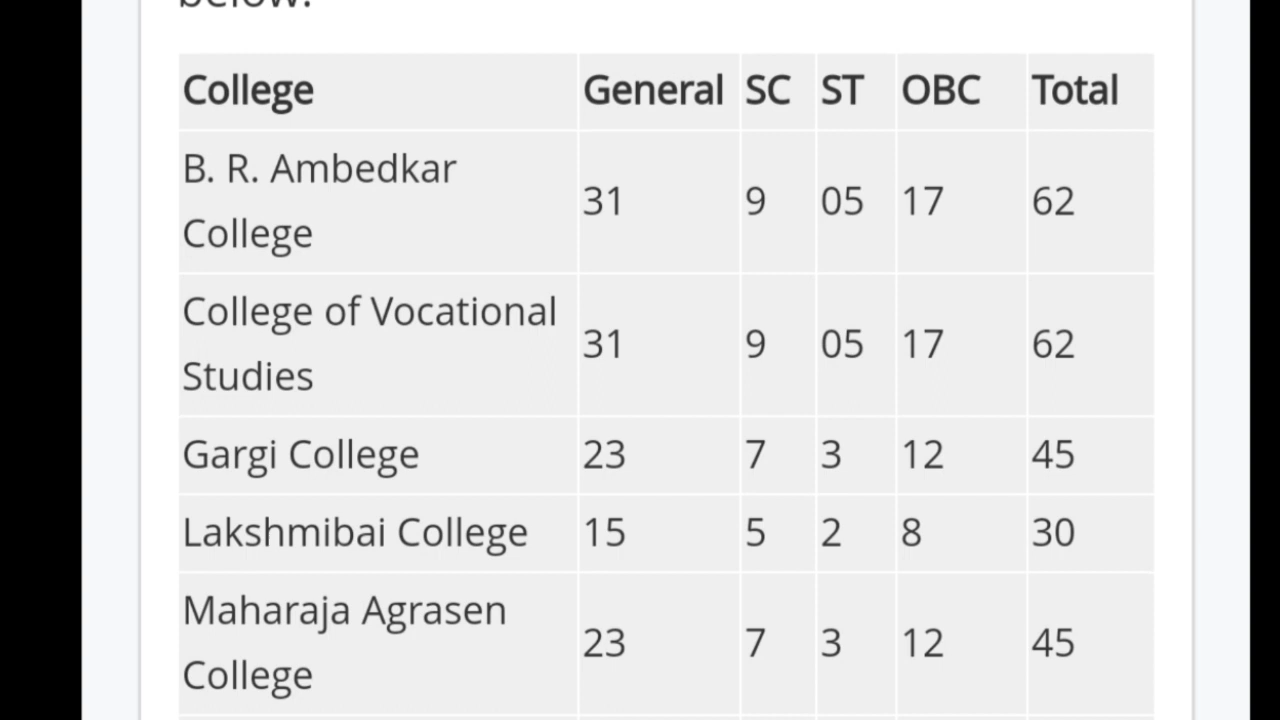 below.
College General SC ST OBC Total
B. R. Ambedkar
College 31 9 05 17 62
College of Vocational
Studies 31 9 05 17 62
Gargi College 23 7 3 12 45
Lakshmibai College 15 5 2 8 30
Maharaja Agrasen
College 23 7 3 12 45